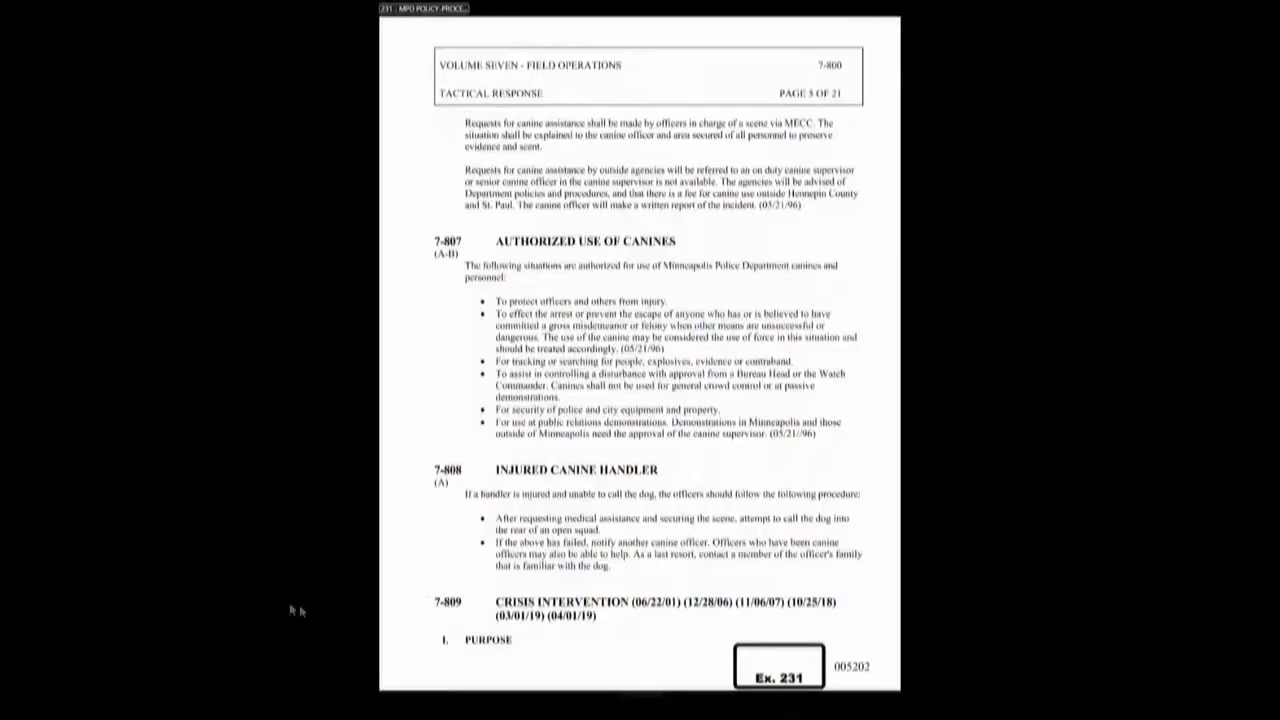 231 - MPD POLICY-PROCE...
VOLUME SEVEN - FIELD OPERATIONS 7-800
TACTICAL RESPONSE PAGE 5 OF 21
Requests for canine assistance shall be made by officers in charge of a scene via MECC. The
situation shall be explained to the canine officer and area secured of all personnel to preserve
evidence and scent.
Requests for canine assistance by outside agencies will be referred to an on duty canine supervisor
or senior canine officer in the canine supervisor is not available. The agencies will be advised of
Department policies and procedures, and that there is a fee for canine use outside Hennepin County
and St. Paul. The canine officer will make a written report of the incident. (05/21/96)
7-807 AUTHORIZED USE OF CANINES
(A-B)
The following situations are authorized for use of Minneapolis Police Department canines and
personnel:
• To protect officers and others from injury.
• To effect the arrest or prevent the escape of anyone who has or is believed to have
committed a gross misdemeanor or felony when other means are unsuccessful or
dangerous. The use of the canine may be considered the use of force in this situation and
should be treated accordingly. (05/21/96)
• For tracking or searching for people, explosives, evidence or contraband.
• To assist in controlling a disturbance with approval from a Bureau Head or the Watch
Commander. Canines shall not be used for general crowd control or at passive
demonstrations.
• For security of police and city equipment and property.
• For use at public relations demonstrations. Demonstrations in Minneapolis and those
outside of Minneapolis need the approval of the canine supervisor. (05/21//96)
7-808 INJURED CANINE HANDLER
(A)
If a handler is injured and unable to call the dog, the officers should follow the following procedure:
• After requesting medical assistance and securing the scene, attempt to call the dog into
the rear of an open squad.
• If the above has failed, notify another canine officer. Officers who have been canine
officers may also be able to help. As a last resort, contact a member of the officer's family
that is familiar with the dog.
7-809 CRISIS INTERVENTION (06/22/01) (12/28/06) (11/06/07) (10/25/18)
(03/01/19) (04/01/19)
I. PURPOSE
Ex. 231 005202